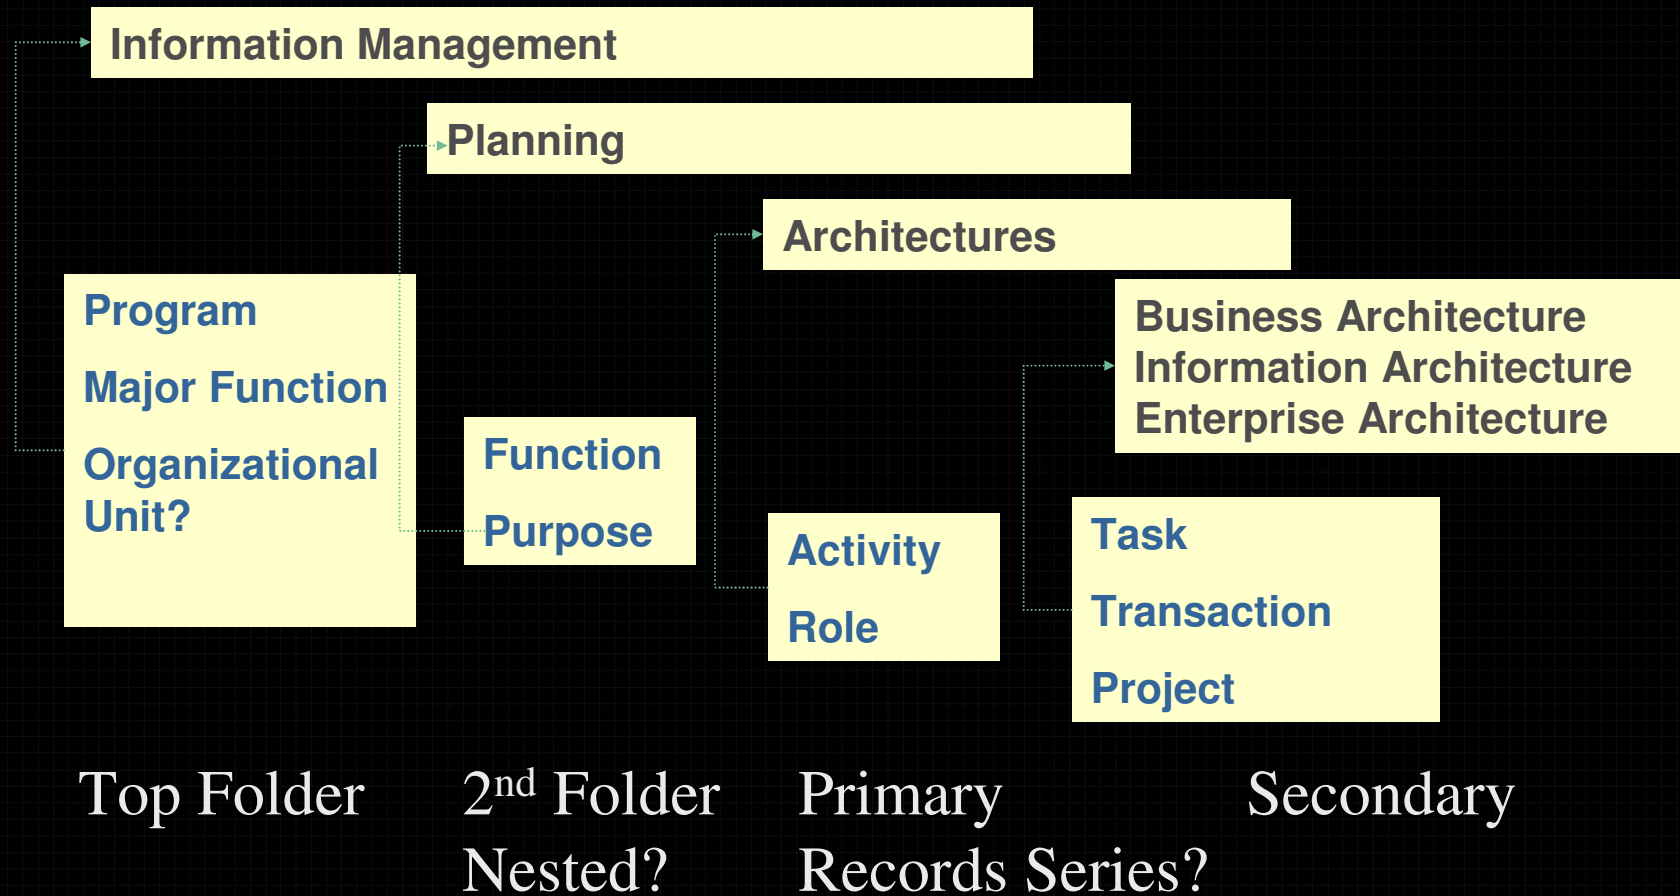 Information Management
Planning
Architectures
Business Architecture
Information Architecture
Enterprise Architecture
Program
Major Function
Organizational
Unit?
Function
Purpose
Activity
Role
Task
Transaction
Project
Top Folder
2nd Folder
Nested?
Primary
Records Series?
Secondary